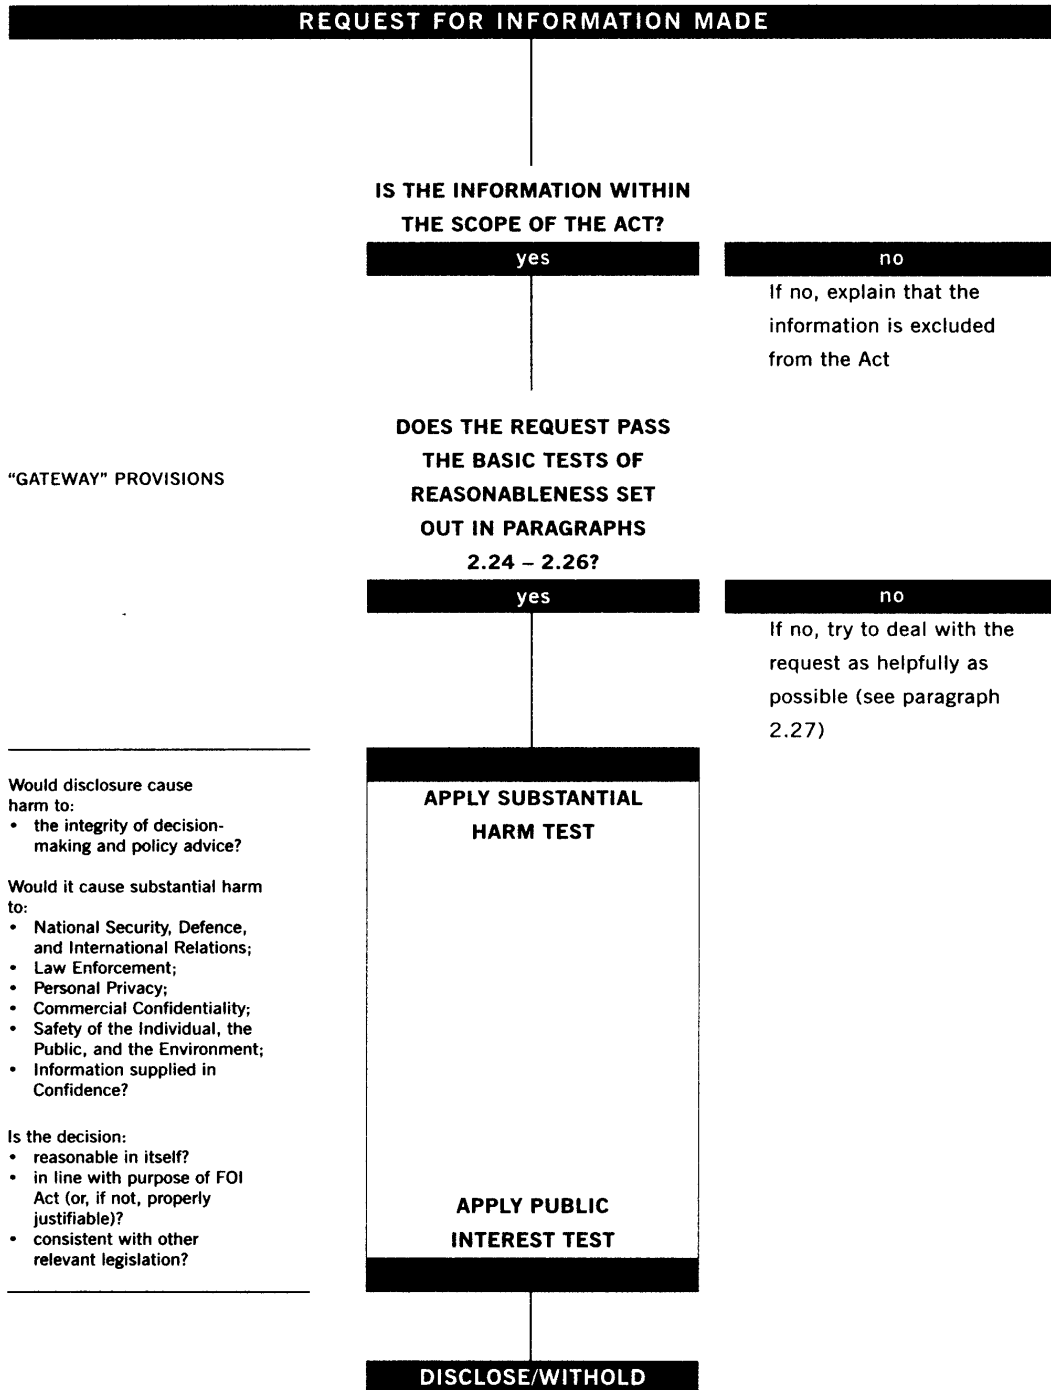 REQUEST FOR INFORMATION MADE
IS THE INFORMATION WITHIN
THE SCOPE OF THE ACT?
yes
no
If no, explain that the
information is excluded
from the Act
"GATEWAY" PROVISIONS
DOES THE REQUEST PASS
THE BASIC TESTS OF
REASONABLENESS SET
OUT IN PARAGRAPHS
2.24 – 2.26?
yes
no
If no, try to deal with the
request as helpfully as
possible (see paragraph
2.27)
Would disclosure cause
harm to:
• the integrity of decision-
making and policy advice?
Would it cause substantial harm
to:
• National Security, Defence,
and International Relations;
• Law Enforcement;
• Personal Privacy;
• Commercial Confidentiality;
• Safety of the Individual, the
Public, and the Environment;
• Information supplied in
Confidence?
Is the decision:
• reasonable in itself?
• in line with purpose of FOI
Act (or, if not, properly
justifiable)?
• consistent with other
relevant legislation?
APPLY SUBSTANTIAL
HARM TEST
APPLY PUBLIC
INTEREST TEST
DISCLOSE/WITHOLD